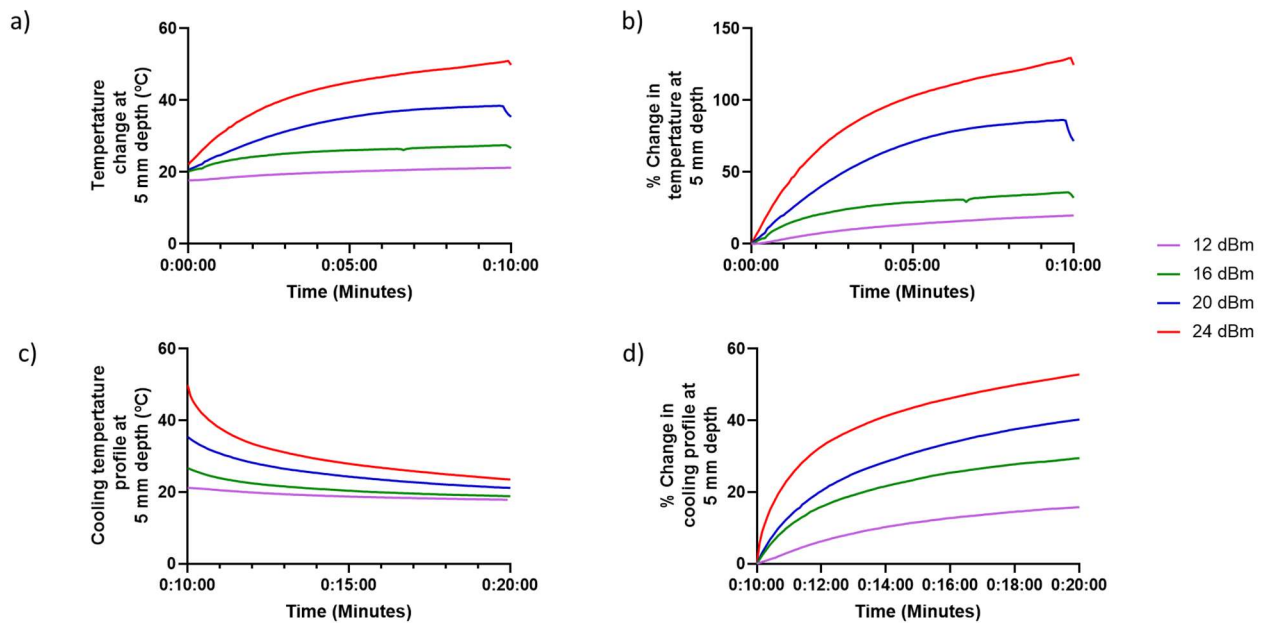 a)
Tempertature
change at
5 mm depth (ºC)
60
40
20
0
0:00:00
0:05:00
0:10:00
Time (Minutes)
b)
% Change in
tempertature at
5 mm depth
150
100
50
0
0:00:00
0:05:00
0:10:00
Time (Minutes)
12 dBm
16 dBm
20 dBm
24 dBm
c)
Cooling tempertature
profile at
5 mm depth (ºC)
60
40
20
0
0:10:00
0:15:00
0:20:00
Time (Minutes)
d)
% Change in
cooling profile at
5 mm depth
60
40
20
0
0:10:00
0:12:00
0:14:00
0:16:00
0:18:00
0:20:00
Time (Minutes)